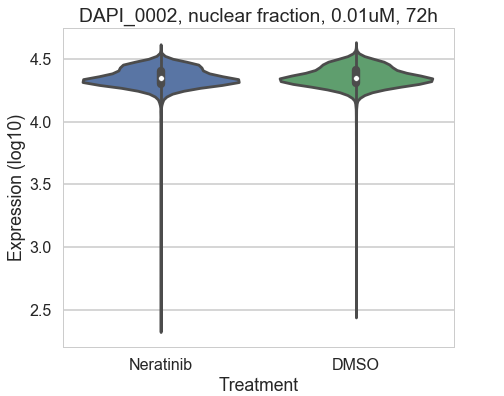 DAPI_0002, nuclear fraction, 0.01uM, 72h
Expression (log10)
4.5
4.0
3.5
3.0
2.5
Neratinib DMSO
Treatment